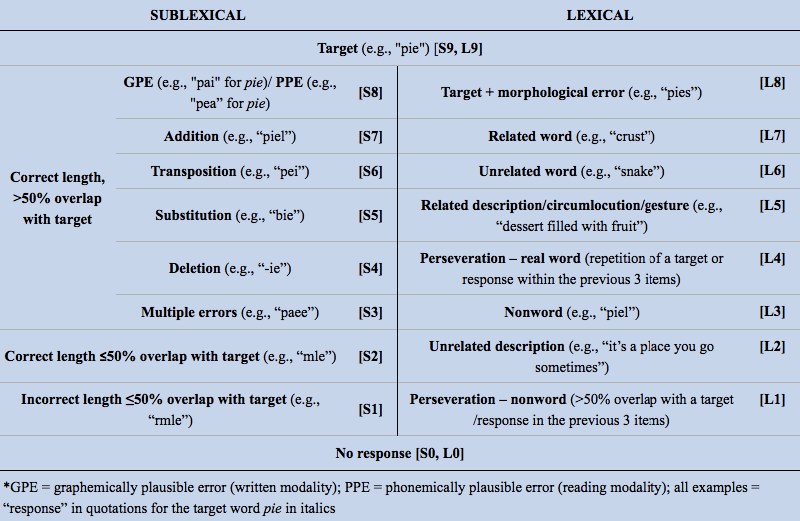 SUBLEXICAL LEXICAL
Target (e.g., "pie") [S9, L9]
Correct length,
>50% overlap
with target
GPE (e.g., "pai" for pie)/ PPE (e.g.,
"pea” for pie)
[S8]
Target + morphological error (e.g., “pies”) [L8]
Addition (e.g., “piel”) [S7]
Related word (e.g., “crust”) [L7]
Transposition (e.g., “pei”) [S6]
Unrelated word (e.g., “snake”) [L6]
Substitution (e.g., “bie”) [S5]
Related description/circumlocution/gesture (e.g.,
“dessert filled with fruit”)
[L5]
Deletion (e.g., “-ie”) [S4]
Perseveration – real word (repetition of a target or
response within the previous 3 items)
[L4]
Multiple errors (e.g., “paee”) [S3]
Nonword (e.g., “piel”) [L3]
Correct length ≤50% overlap with target (e.g., “mle”) [S2]
Unrelated description (e.g., “it’s a place you go
sometimes”)
[L2]
Incorrect length ≤50% overlap with target (e.g.,
“rmle”)
[S1]
Perseveration – nonword (>50% overlap with a target
/response in the previous 3 items)
[L1]
No response [S0, L0]
*GPE = graphemically plausible error (written modality); PPE = phonemically plausible error (reading modality); all examples =
“response” in quotations for the target word pie in italics